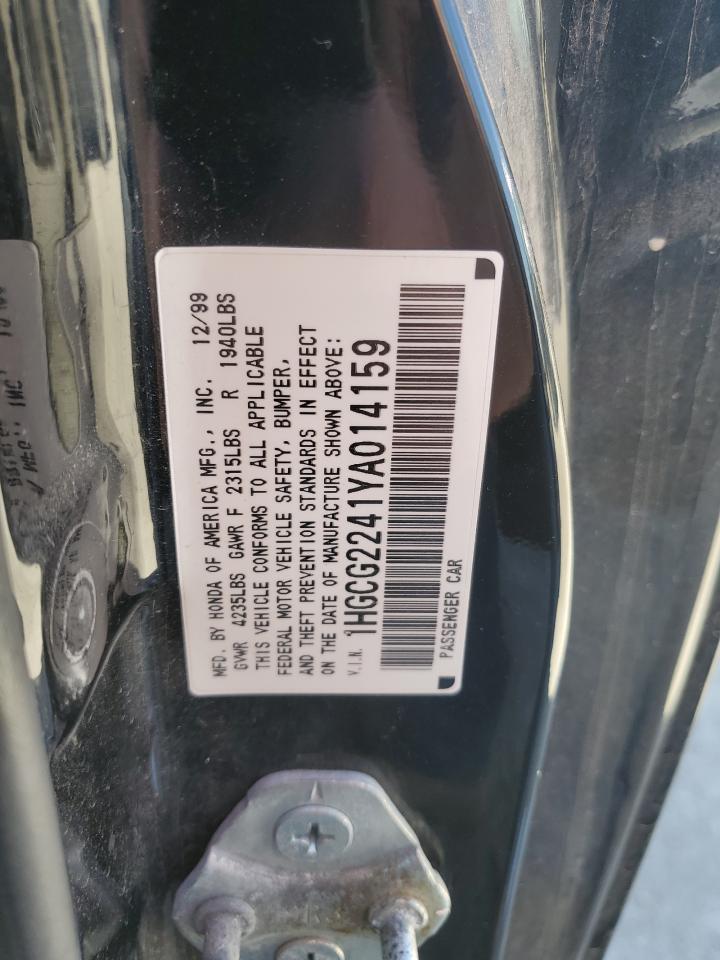 MFD. BY HONDA OF AMERICA MFG., INC. 12/99
GVWR 4235LBS GAWR F 2315LBS R 1940LBS
THIS VEHICLE CONFORMS TO ALL APPLICABLE
FEDERAL MOTOR VEHICLE SAFETY, BUMPER,
AND THEFT PREVENTION STANDARDS IN EFFECT
ON THE DATE OF MANUFACTURE SHOWN ABOVE:
V.I.N. 1HGCG2241YA014159
PASSENGER CAR